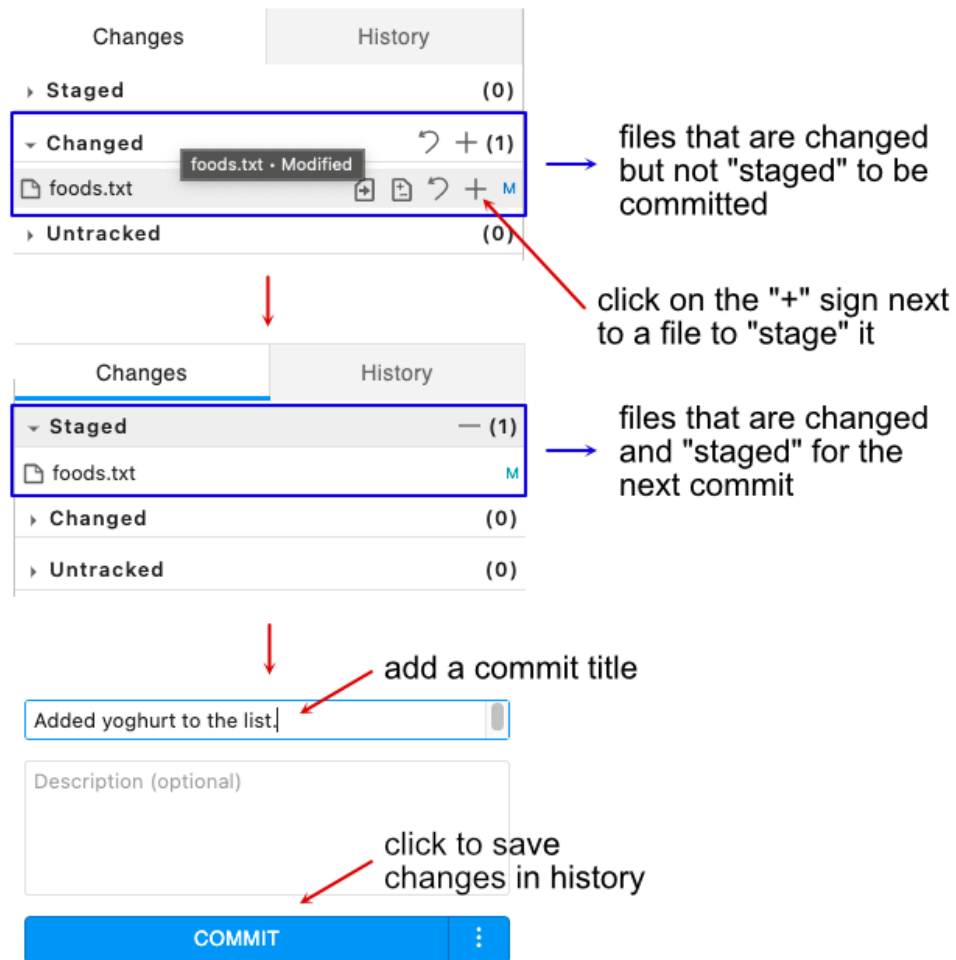 Changes History
Staged (0)
Changed (1)
foods.txt • Modified
foods.txt M
Untracked (0)
files that are changed
but not "staged" to be
committed
click on the "+" sign next
to a file to "stage" it
Changes History
Staged (1)
foods.txt M
Changed (0)
Untracked (0)
files that are changed
and "staged" for the
next commit
add a commit title
Added yoghurt to the list.
Description (optional)
click to save
changes in history
COMMIT